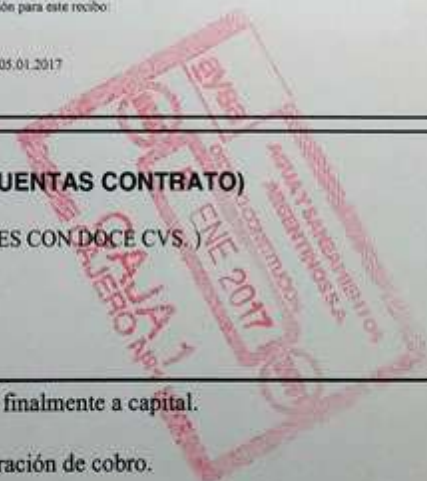 ón para este recibo:
05.01.2017
UENTAS CONTRATO)
ES CON DOCE CVS. )
aysa
AGUA Y SANEAMIENTOS
ARGENTINOS S.A.
ENE 2017
CAJA 1
CAJERO
finalmente a capital.
ración de cobro.